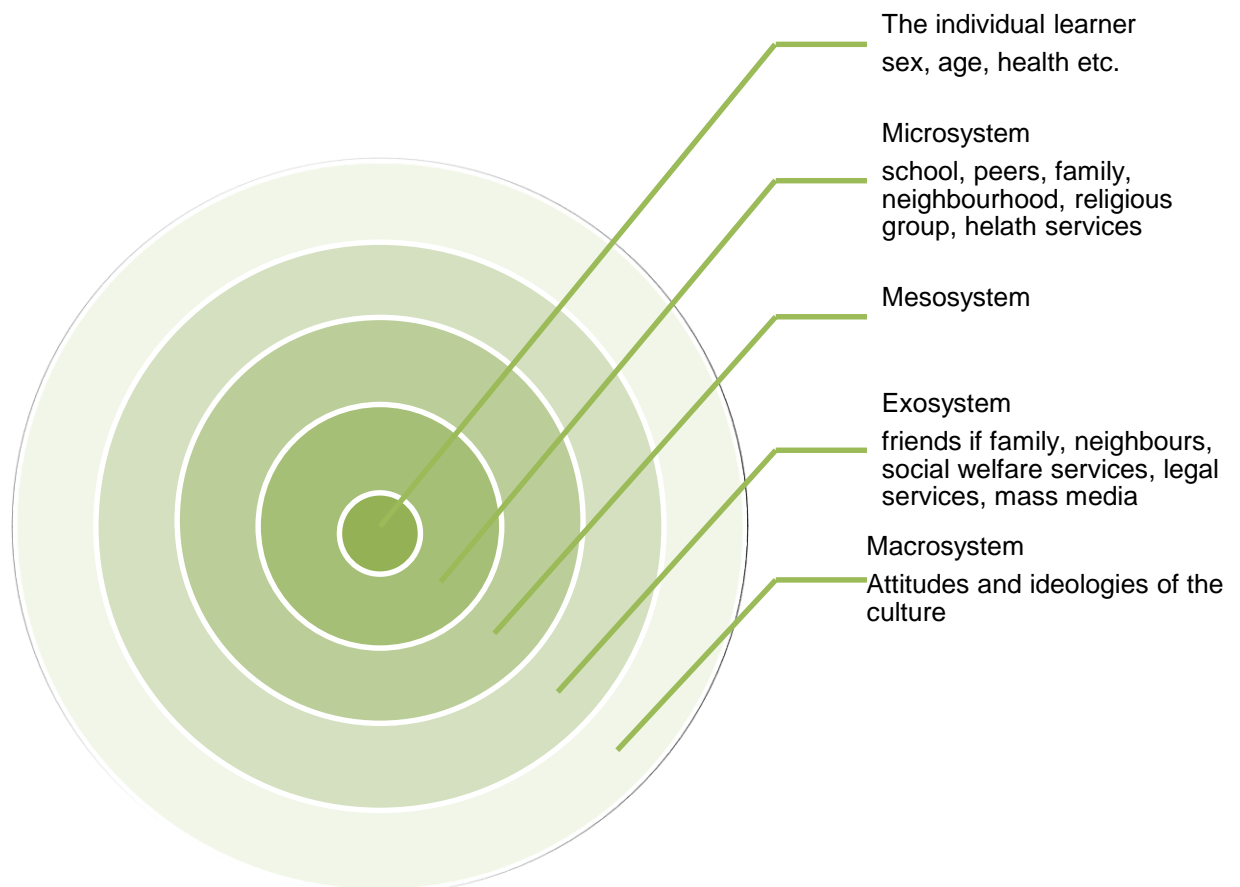 The individual learner
sex, age, health etc.
Microsystem
school, peers, family,
neighbourhood, religious
group, helath services
Mesosystem
Exosystem
friends if family, neighbours,
social welfare services, legal
services, mass media
Macrosystem
Attitudes and ideologies of the
culture